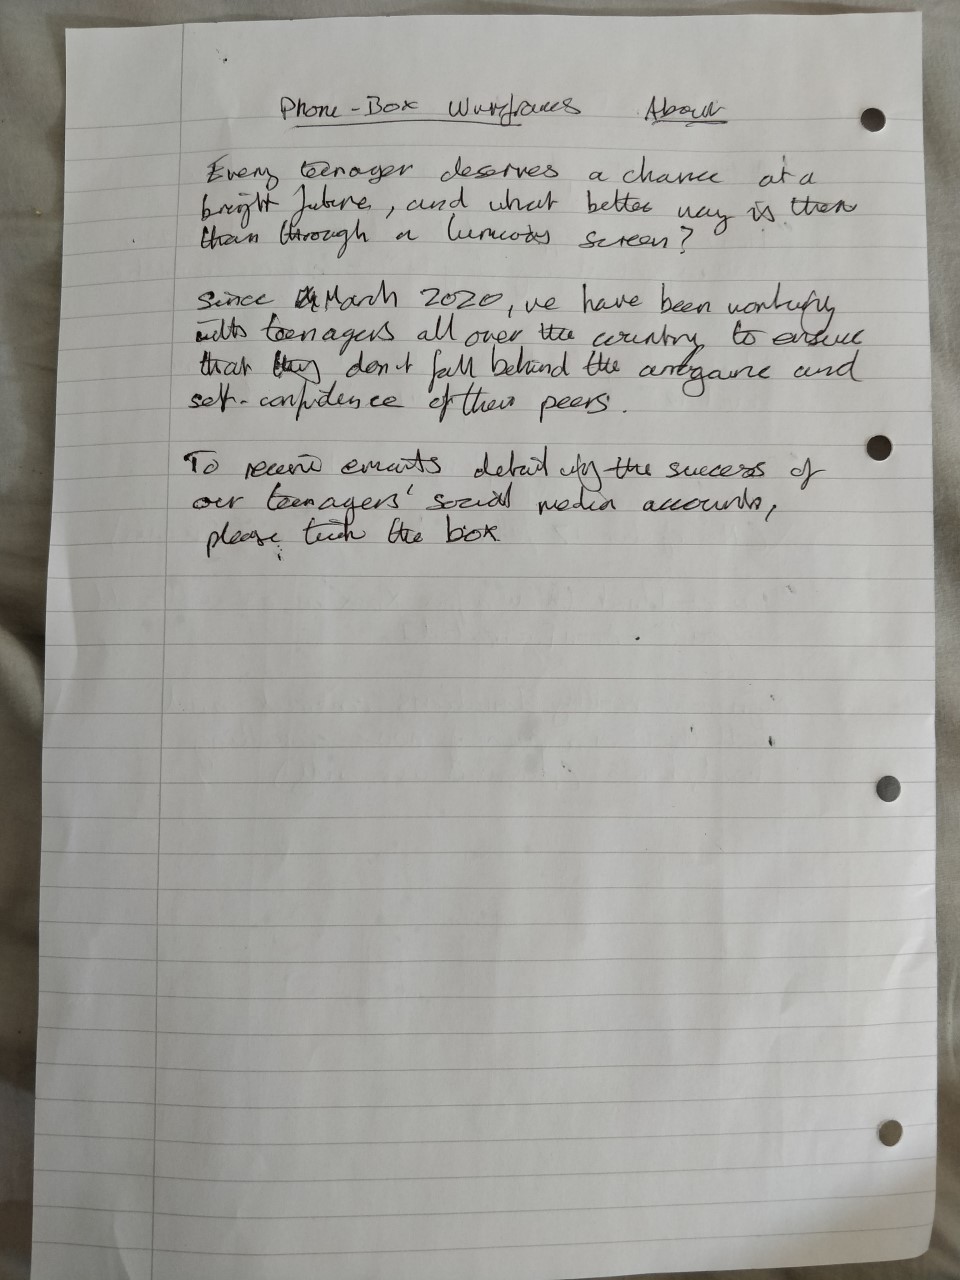 Phone-Box Wireframes About
Every teenager deserves a chance at a
bright future, and what better way is there
than through a luminous screen?
Since March 2020, we have been working
with teenagers all over the country to ensure
that they don't fall behind the and
self-confidence of their peers.
To receive emails detailing the success of
our teenagers' social media accounts,
please tick the box